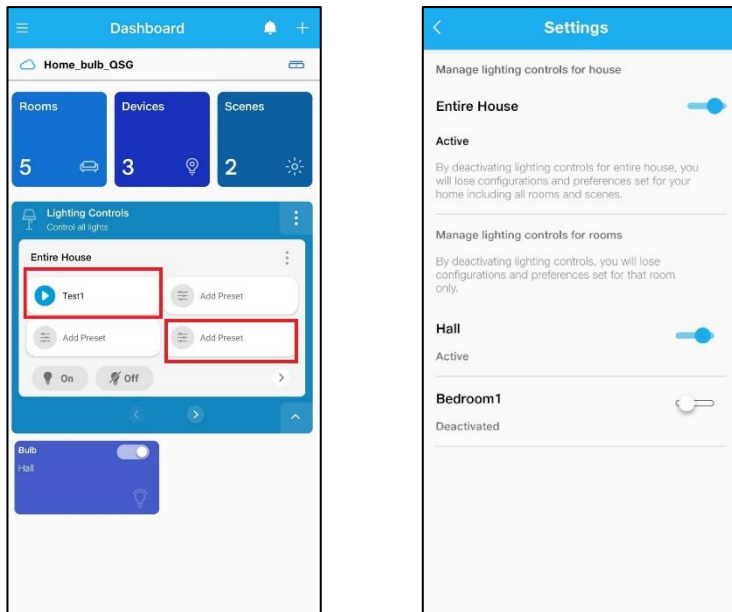 Dashboard
Home_bulb_QSG
Rooms
Devices
Scenes
5
3
2
Lighting Controls
Control all lights
Entire House
Test1
Add Preset
Add Preset
Add Preset
On
Off
Bulb
Hall
Settings
Manage lighting controls for house
Entire House
Active
By deactivating lighting controls for entire house, you
will lose configurations and preferences set for your
home including all rooms and scenes.
Manage lighting controls for rooms
By deactivating lighting controls, you will lose
configurations and preferences set for that room
only.
Hall
Active
Bedroom1
Deactivated